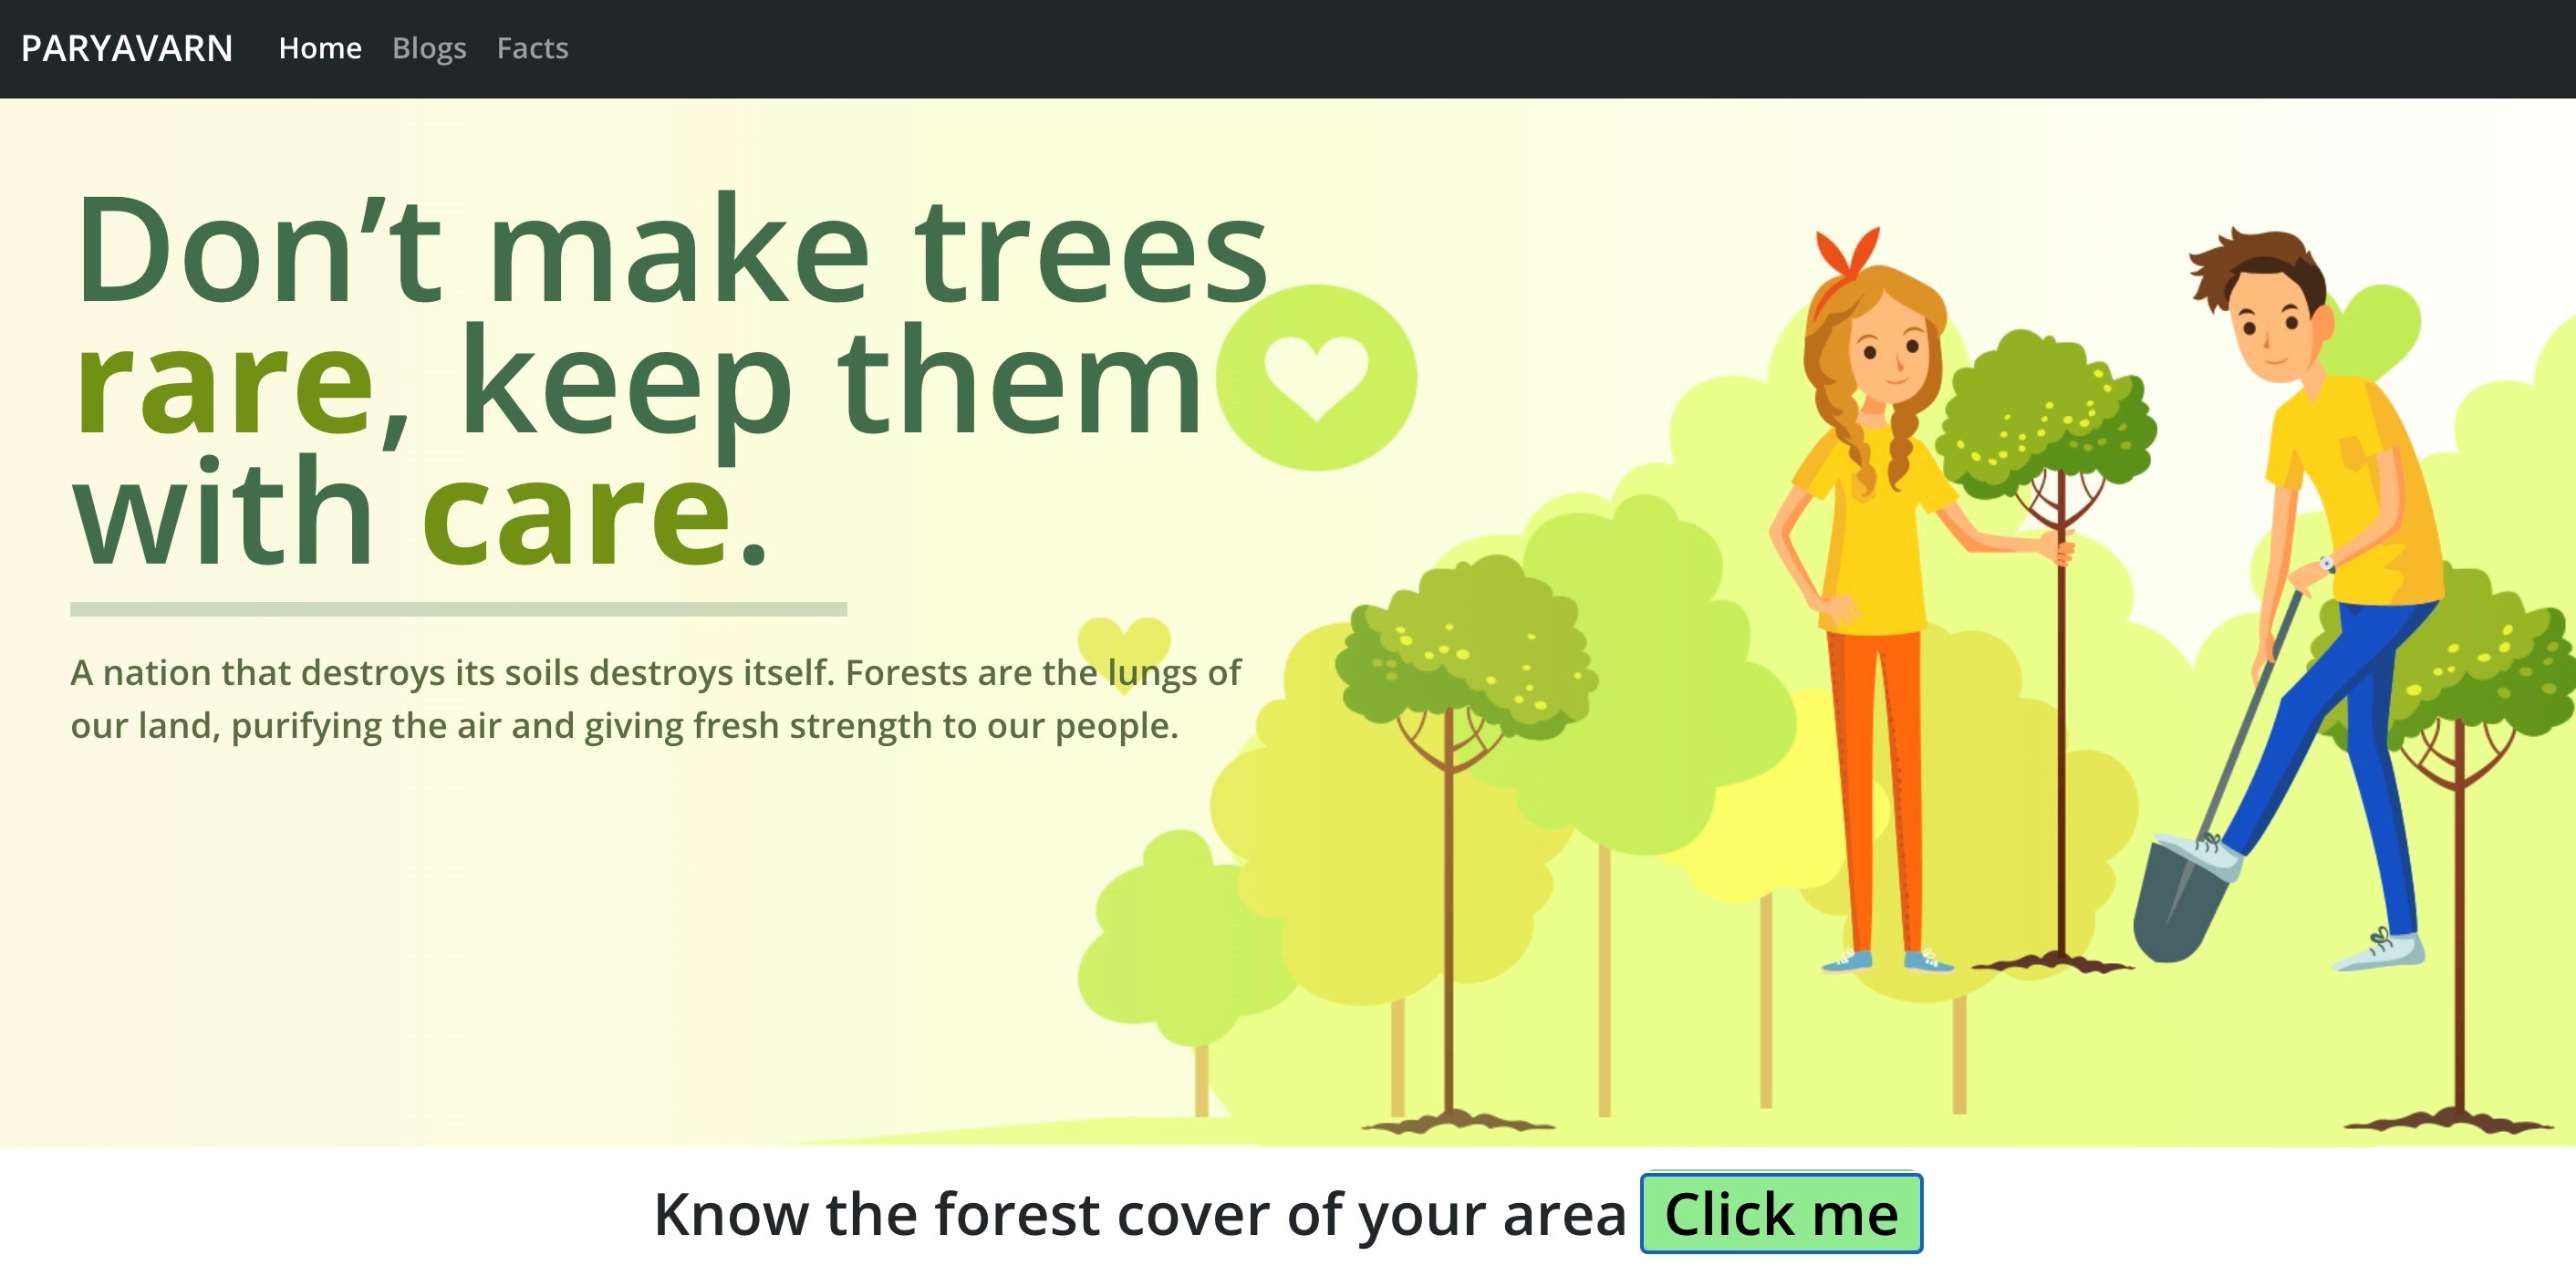 PARYAVARN Home Blogs Facts
Don’t make trees
rare, keep them
with care.
A nation that destroys its soils destroys itself. Forests are the lungs of
our land, purifying the air and giving fresh strength to our people.
Know the forest cover of your area Click me